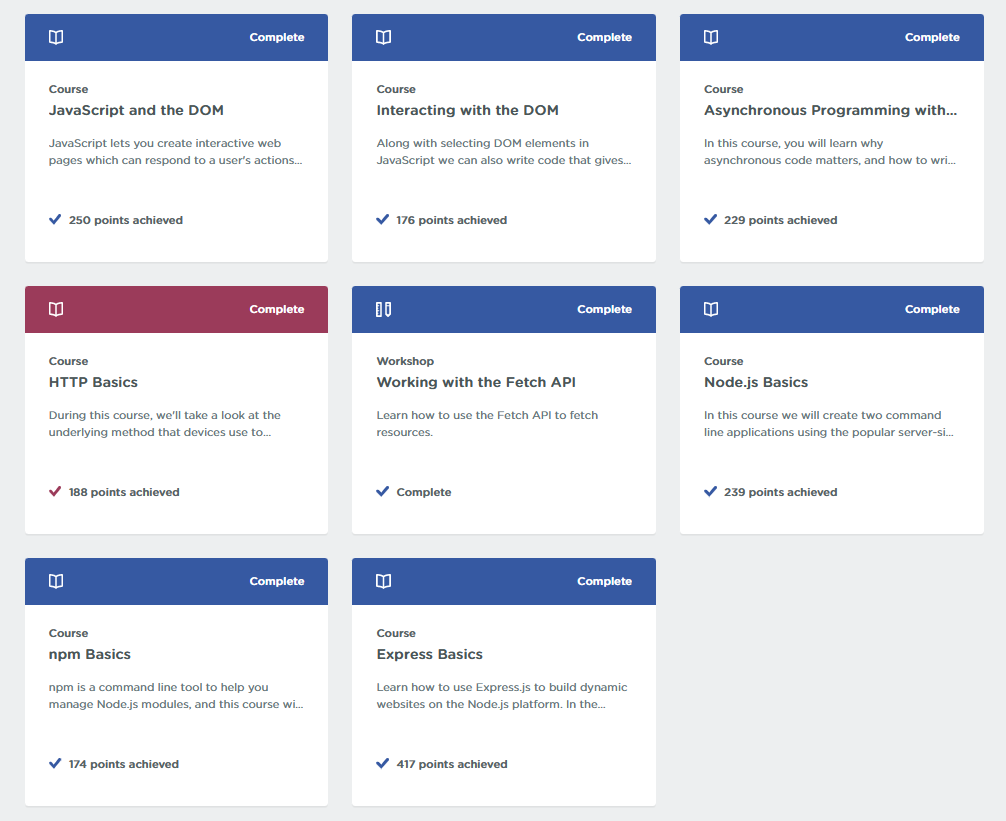 Complete
Course
JavaScript and the DOM
JavaScript lets you create interactive web
pages which can respond to a user's actions...
250 points achieved
Complete
Course
Interacting with the DOM
Along with selecting DOM elements in
JavaScript we can also write code that gives...
176 points achieved
Complete
Course
Asynchronous Programming with...
In this course, you will learn why
asynchronous code matters, and how to wri...
229 points achieved
Complete
Course
HTTP Basics
During this course, we'll take a look at the
underlying method that devices use to...
188 points achieved
Complete
Workshop
Working with the Fetch API
Learn how to use the Fetch API to fetch
resources.
Complete
Complete
Course
Node.js Basics
In this course we will create two command
line applications using the popular server-si...
239 points achieved
Complete
Course
npm Basics
npm is a command line tool to help you
manage Node.js modules, and this course wi...
174 points achieved
Complete
Course
Express Basics
Learn how to use Express.js to build dynamic
websites on the Node.js platform. In the...
417 points achieved